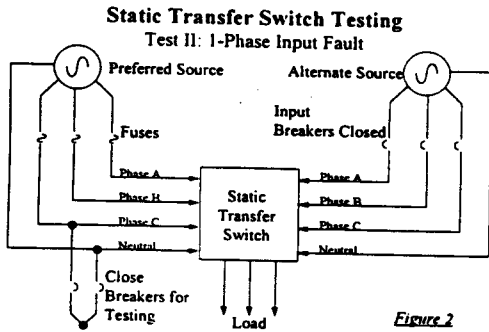 Static Transfer Switch Testing
Test II: 1-Phase Input Fault
Preferred Source
Alternate Source
Fuses
Input
Breakers Closed
Phase A
Phase A
Phase B
Phase B
Phase C
Phase C
Neutral
Neutral
Static
Transfer
Switch
Close
Breakers for
Testing
Load
Figure 2